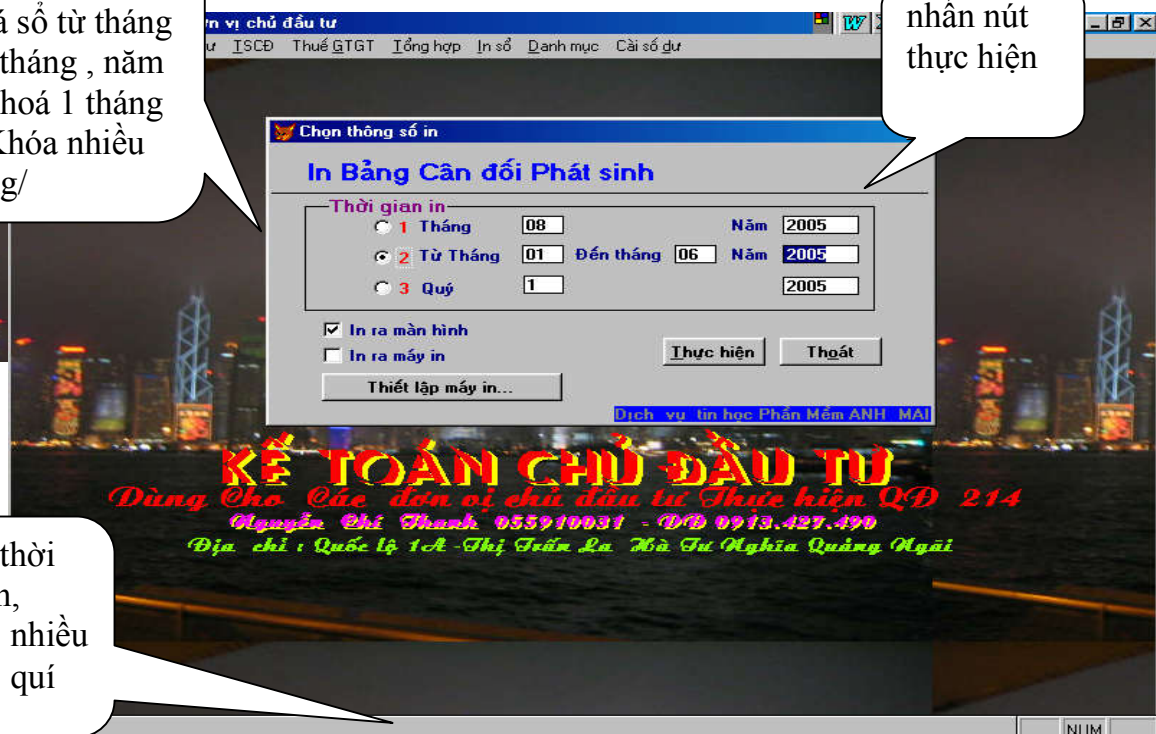 á sổ từ tháng
tháng , năm
hoá 1 tháng
Khóa nhiều
g/
nhấn nút
thực hiện
ơn vị chủ đầu tư
ư TSCĐ Thuế GTGT Tổng hợp In sổ Danh mục Cài số dư
Chọn thông số in
In Bảng Cân đối Phát sinh
Thời gian in
1 Tháng 08 Năm 2005
2 Từ Tháng 01 Đến tháng 06 Năm 2005
3 Quý 1 2005
In ra màn hình
In ra máy in
Thực hiện Thoát
Thiết lập máy in...
Dịch vụ tin học Phần Mềm ANH MAI
KẾ TOÁN CHỦ ĐẦU TƯ
Dùng Cho Các đơn vị chủ đầu tư Thực hiện QD 214
Nguyễn Chí Thanh 055910031 - DĐ 0913.427.490
Địa chỉ : Quốc lộ 1A -Thị Trấn La Hà Tư Nghĩa Quảng Ngãi
thời
n,
nhiều
quí
NUM